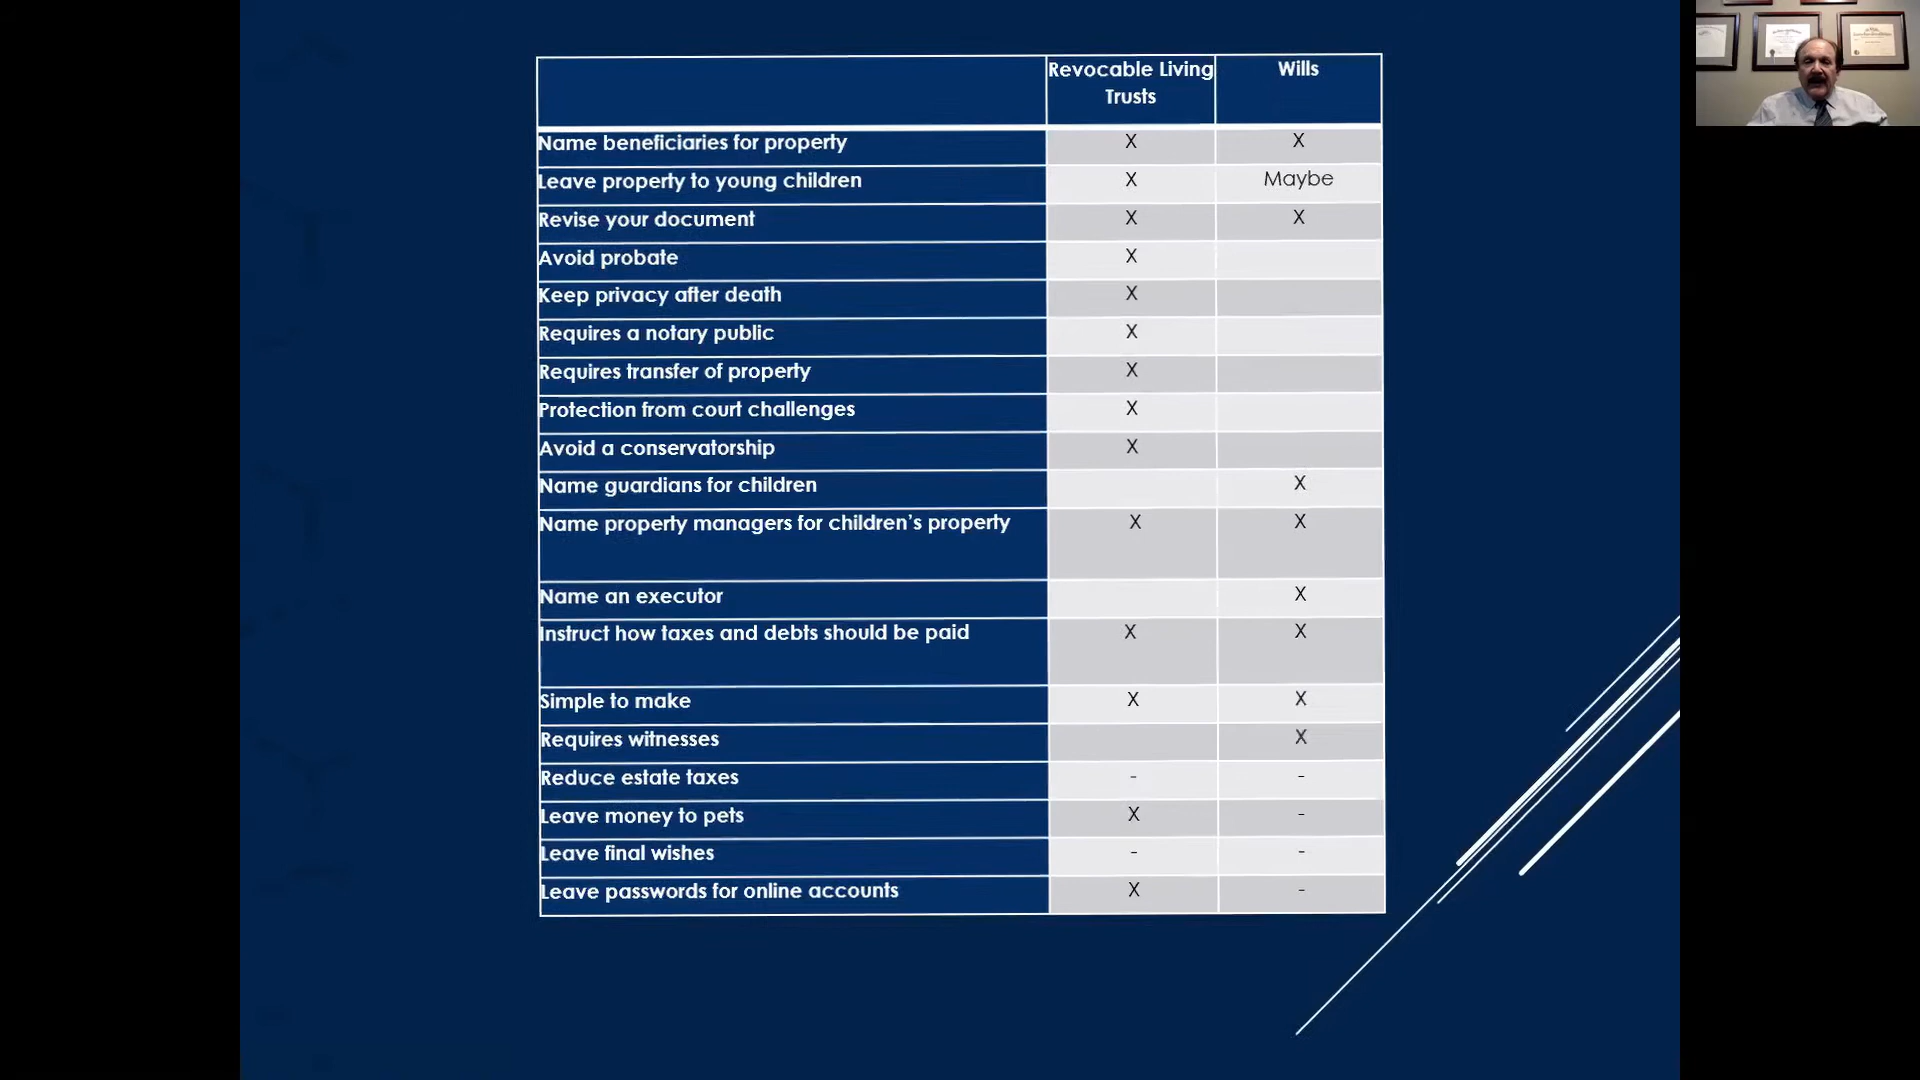 Revocable Living Wills
Trusts
Name beneficiaries for property X X
Leave property to young children X Maybe
Revise your document X X
Avoid probate X
Keep privacy after death X
Requires a notary public X
Requires transfer of property X
Protection from court challenges X
Avoid a conservatorship X
Name guardians for children X
Name property managers for children’s property X X
Name an executor X
Instruct how taxes and debts should be paid X X
Simple to make X X
Requires witnesses X
Reduce estate taxes - -
Leave money to pets X -
Leave final wishes - -
Leave passwords for online accounts X -